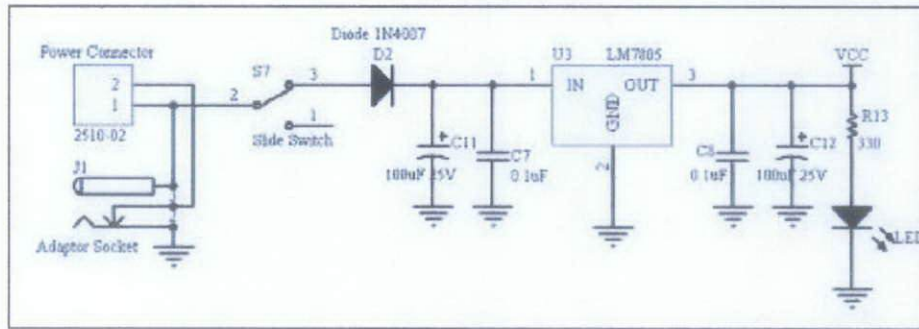 Diode 1N4007
Power Connector
D2
U3 LM7805
VCC
S7
2
1
2
3
1
IN OUT
GND
3
R13
330
2510-02
1
Slide Switch
C11
100uF 25V
C7
0.1uF
2
C8
0.1uF
C12
100uF 25V
J1
Adaptor Socket
LED